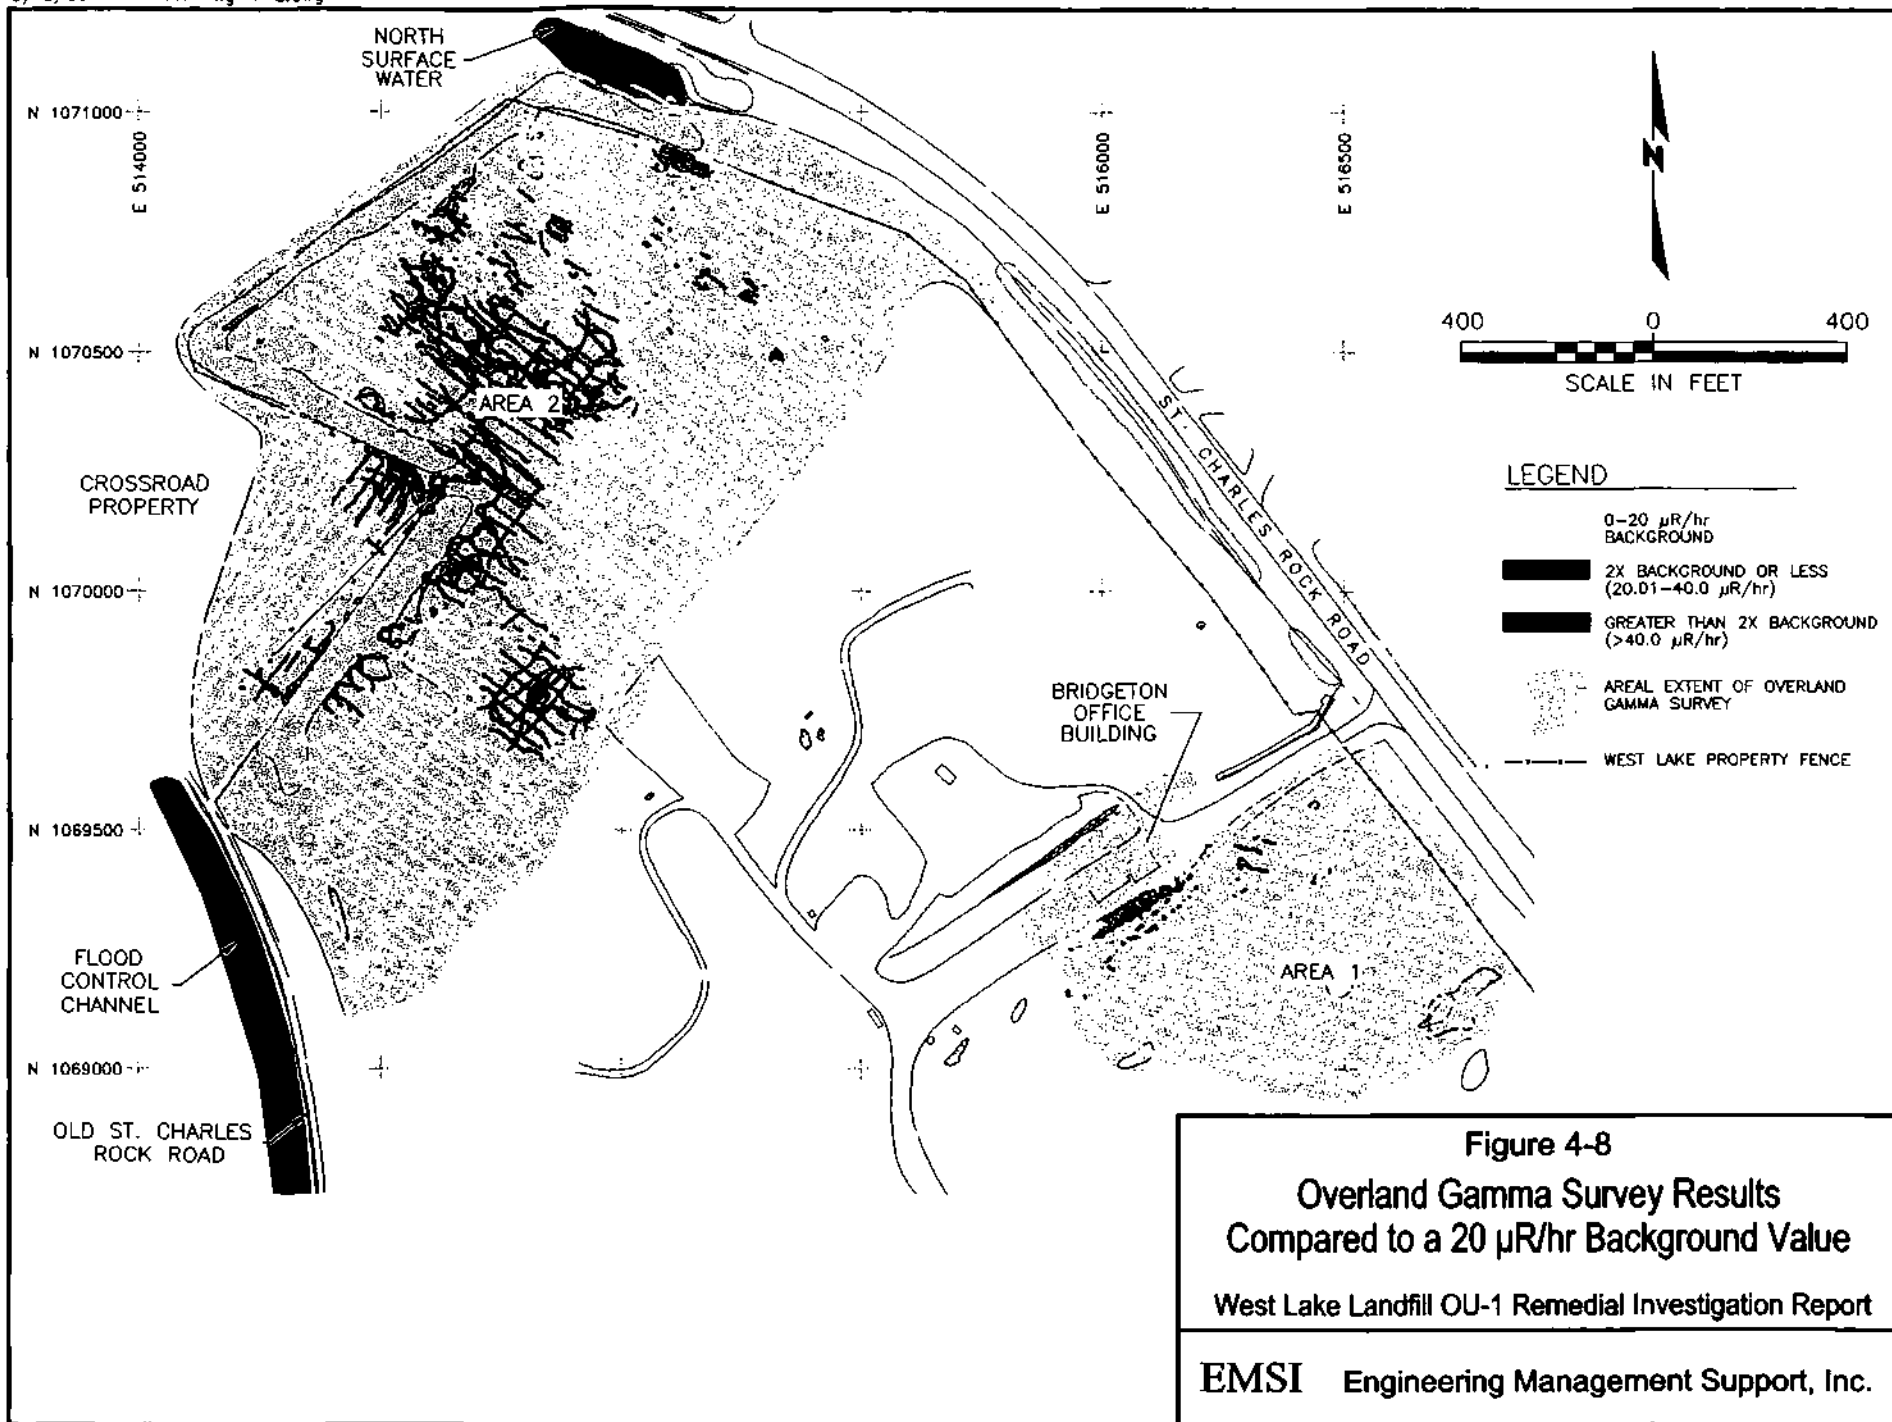 NORTH
SURFACE
WATER
N 1071000
E 514000
E 516000
E 516500
N
400 0 400
SCALE IN FEET
N 1070500
AREA 2
ST. CHARLES ROCK ROAD
CROSSROAD
PROPERTY
LEGEND
0-20 µR/hr
BACKGROUND
2X BACKGROUND OR LESS
(20.01-40.0 µR/hr)
GREATER THAN 2X BACKGROUND
(>40.0 µR/hr)
AREAL EXTENT OF OVERLAND
GAMMA SURVEY
WEST LAKE PROPERTY FENCE
N 1070000
BRIDGETON
OFFICE
BUILDING
N 1069500
FLOOD
CONTROL
CHANNEL
AREA 1
N 1069000
OLD ST. CHARLES
ROCK ROAD
Figure 4-8
Overland Gamma Survey Results
Compared to a 20 µR/hr Background Value
West Lake Landfill OU-1 Remedial Investigation Report
EMSI Engineering Management Support, Inc.